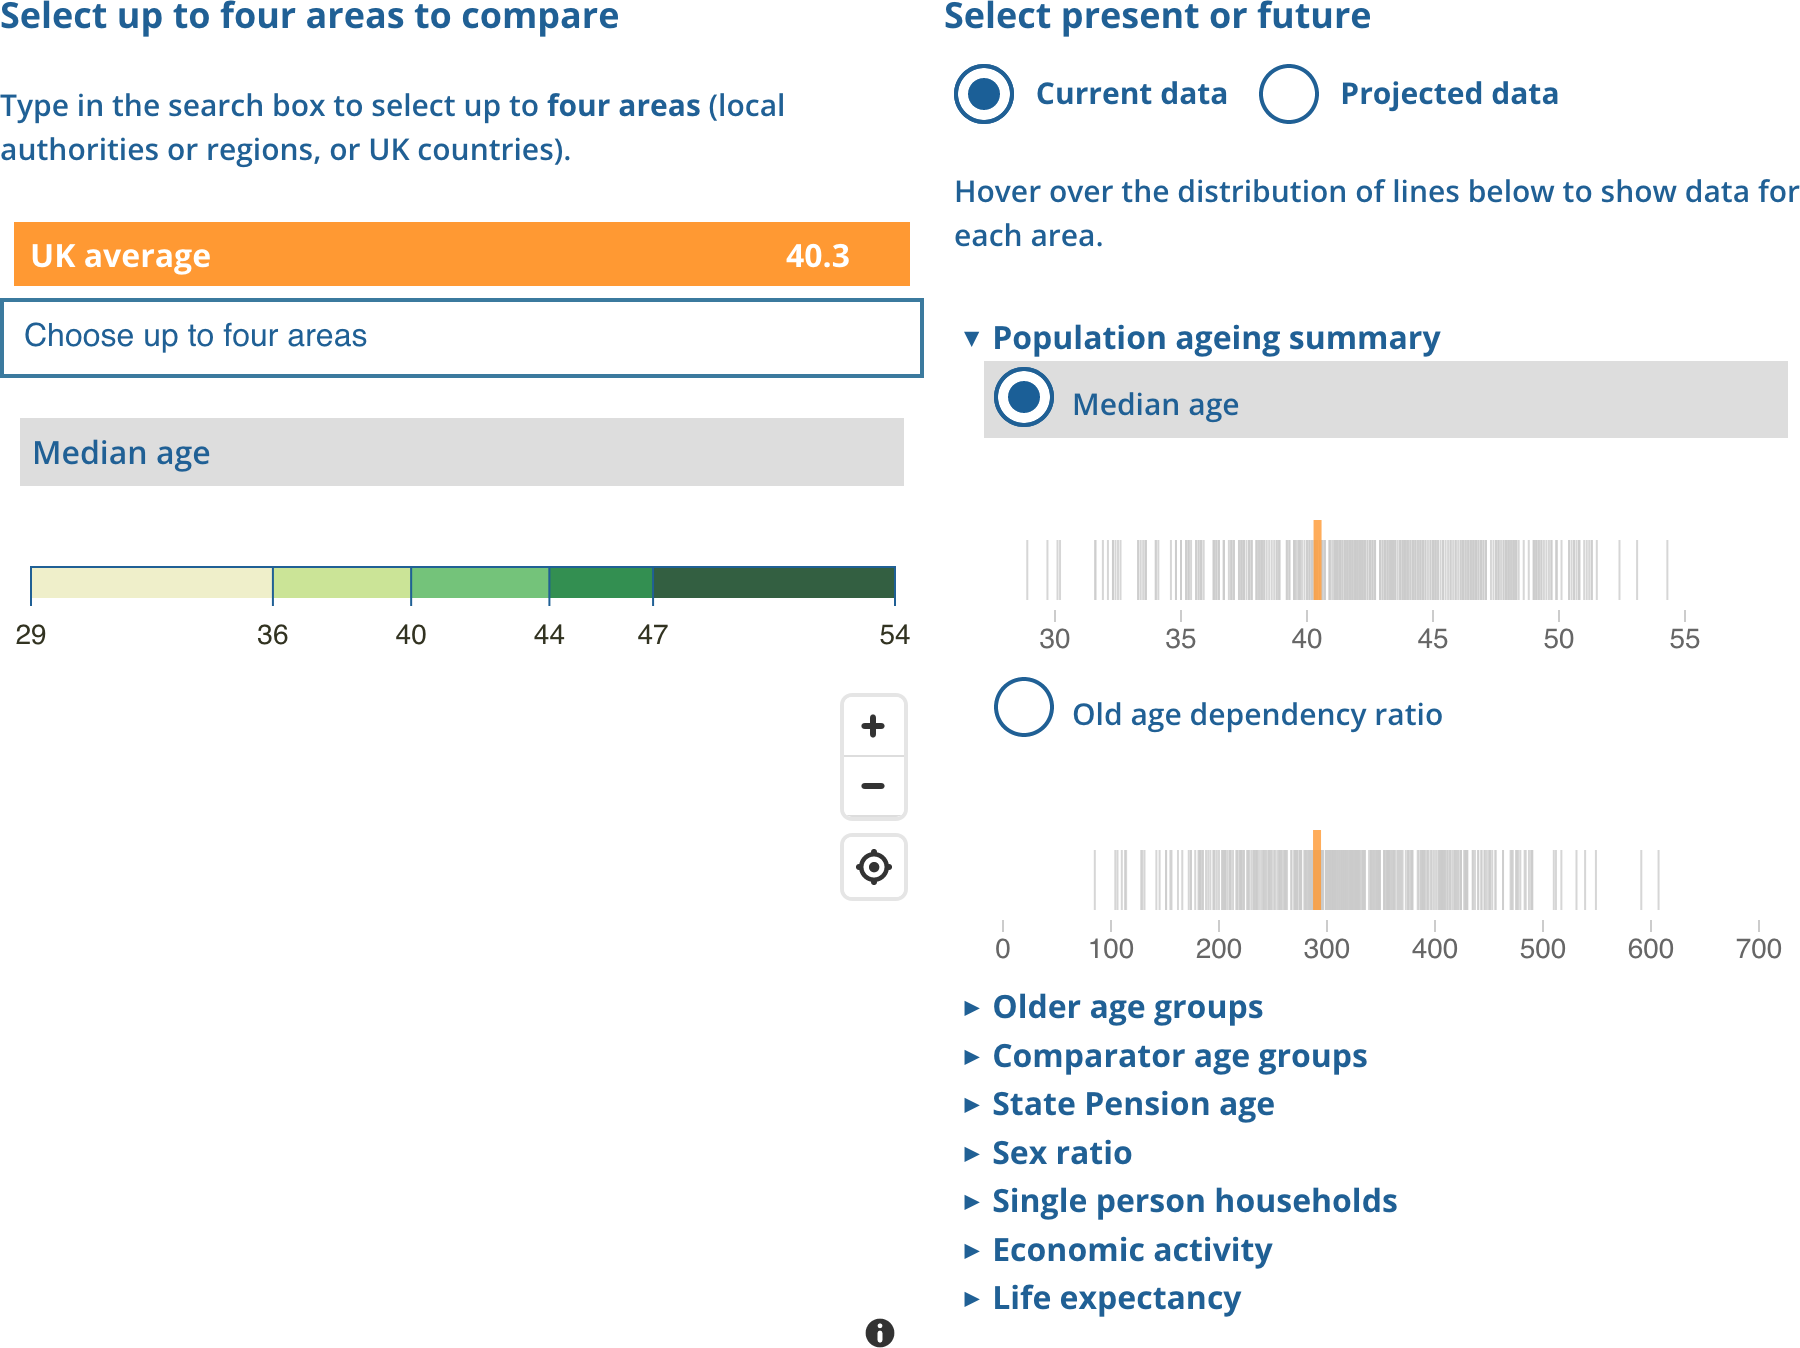 Select up to four areas to compare
Type in the search box to select up to four areas (local
authorities or regions, or UK countries).
UK average 40.3
Choose up to four areas
Median age
29 36 40 44 47 54
Select present or future
Current data Projected data
Hover over the distribution of lines below to show data for
each area.
▼ Population ageing summary
Median age
30 35 40 45 50 55
Old age dependency ratio
0 100 200 300 400 500 600 700
► Older age groups
► Comparator age groups
► State Pension age
► Sex ratio
► Single person households
► Economic activity
► Life expectancy